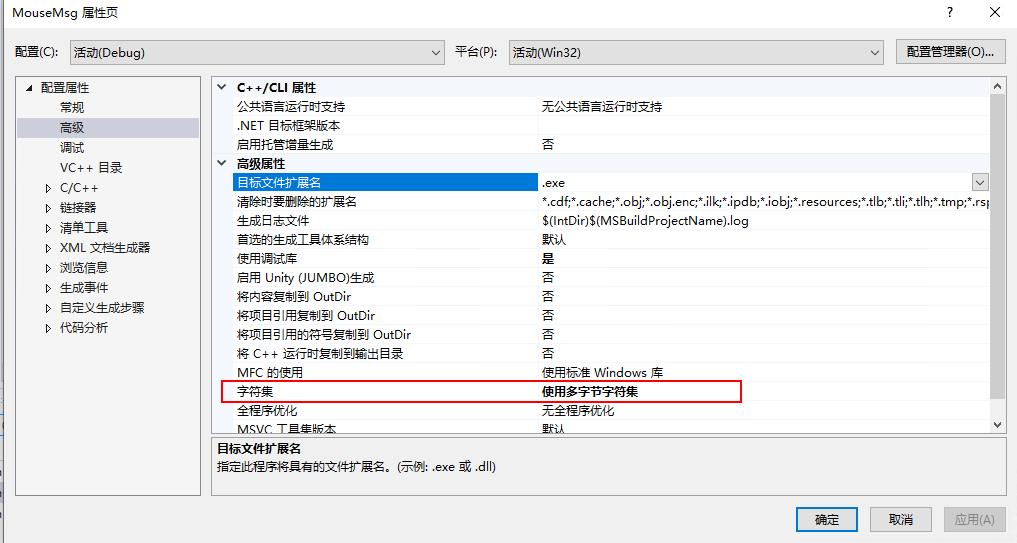 MouseMsg 属性页
? ×
配置(C): 活动(Debug) 平台(P): 活动(Win32) 配置管理器(O)...
配置属性
常规
高级
调试
VC++ 目录
C/C++
链接器
清单工具
XML 文档生成器
浏览信息
生成事件
自定义生成步骤
代码分析
C++/CLI 属性
公共语言运行时支持 无公共语言运行时支持
.NET 目标框架版本
启用托管增量生成 否
高级属性
目标文件扩展名 .exe
清除时要删除的扩展名 *.cdf;*.cache;*.obj;*.obj.enc;*.ilk;*.ipdb;*.iobj;*.resources;*.tlb;*.tli;*.tlh;*.tmp;*.rsp
生成日志文件 $(IntDir)$(MSBuildProjectName).log
首选的生成工具体系结构 默认
使用调试库 是
启用 Unity (JUMBO)生成 否
将内容复制到 OutDir 否
将项目引用复制到 OutDir 否
将项目引用的符号复制到 OutDir 否
将 C++ 运行时复制到输出目录 否
MFC 的使用 使用标准 Windows 库
字符集 使用多字节字符集
全程序优化 无全程序优化
MSVC 工具集版本 默认
目标文件扩展名
指定此程序将具有的文件扩展名。(示例: .exe 或 .dll)
确定 取消 应用(A)